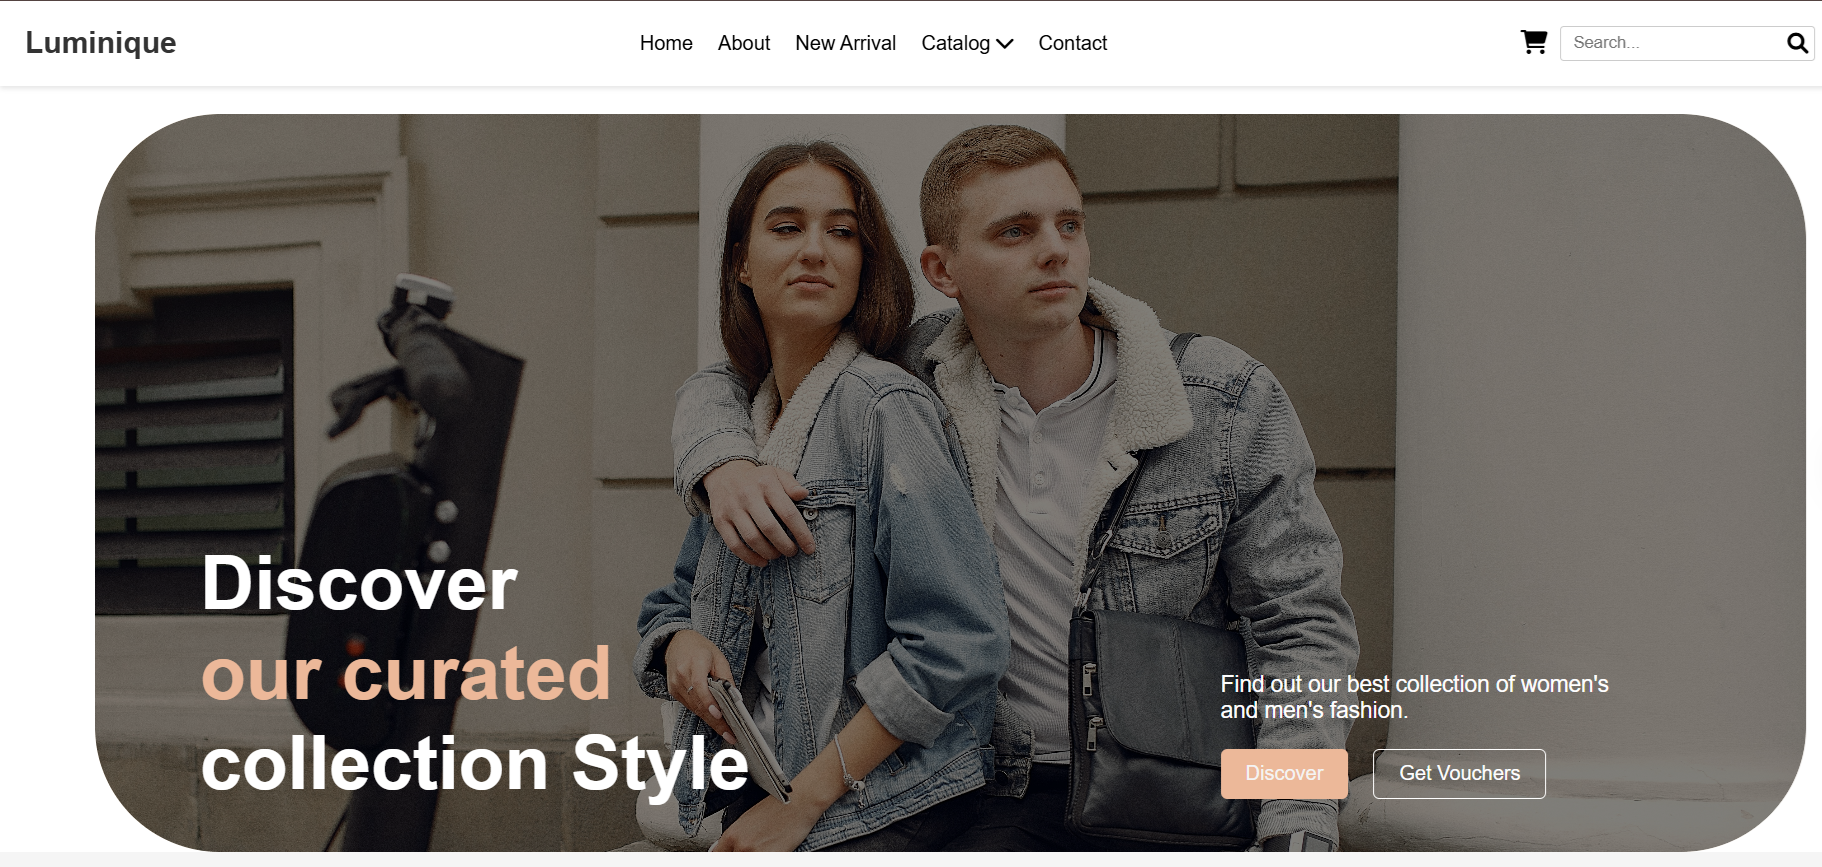 Luminique
Home About New Arrival Catalog Contact
Search...
Discover
our curated
collection Style
Find out our best collection of women's
and men's fashion.
Discover Get Vouchers